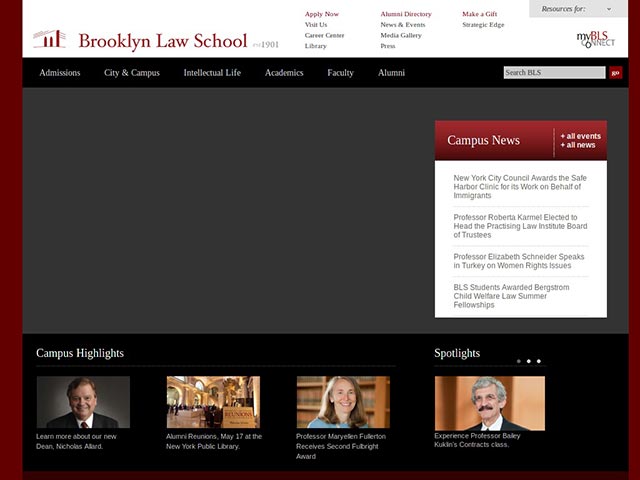 Resources for:
Apply Now
Visit Us
Career Center
Library
Alumni Directory
News & Events
Media Gallery
Press
Make a Gift
Strategic Edge
Brooklyn Law School est1901
myBLS
CONNECT
Admissions City & Campus Intellectual Life Academics Faculty Alumni Search BLS go
Campus News
+ all events
+ all news
New York City Council Awards the Safe
Harbor Clinic for its Work on Behalf of
Immigrants
Professor Roberta Karmel Elected to
Head the Practising Law Institute Board
of Trustees
Professor Elizabeth Schneider Speaks
in Turkey on Women Rights Issues
BLS Students Awarded Bergstrom
Child Welfare Law Summer
Fellowships
Campus Highlights
Learn more about our new
Dean, Nicholas Allard.
REUNIONS
Alumni Reunions, May 17 at the
New York Public Library.
Professor Maryellen Fullerton
Receives Second Fulbright
Award
Spotlights
Experience Professor Bailey
Kuklin's Contracts class.